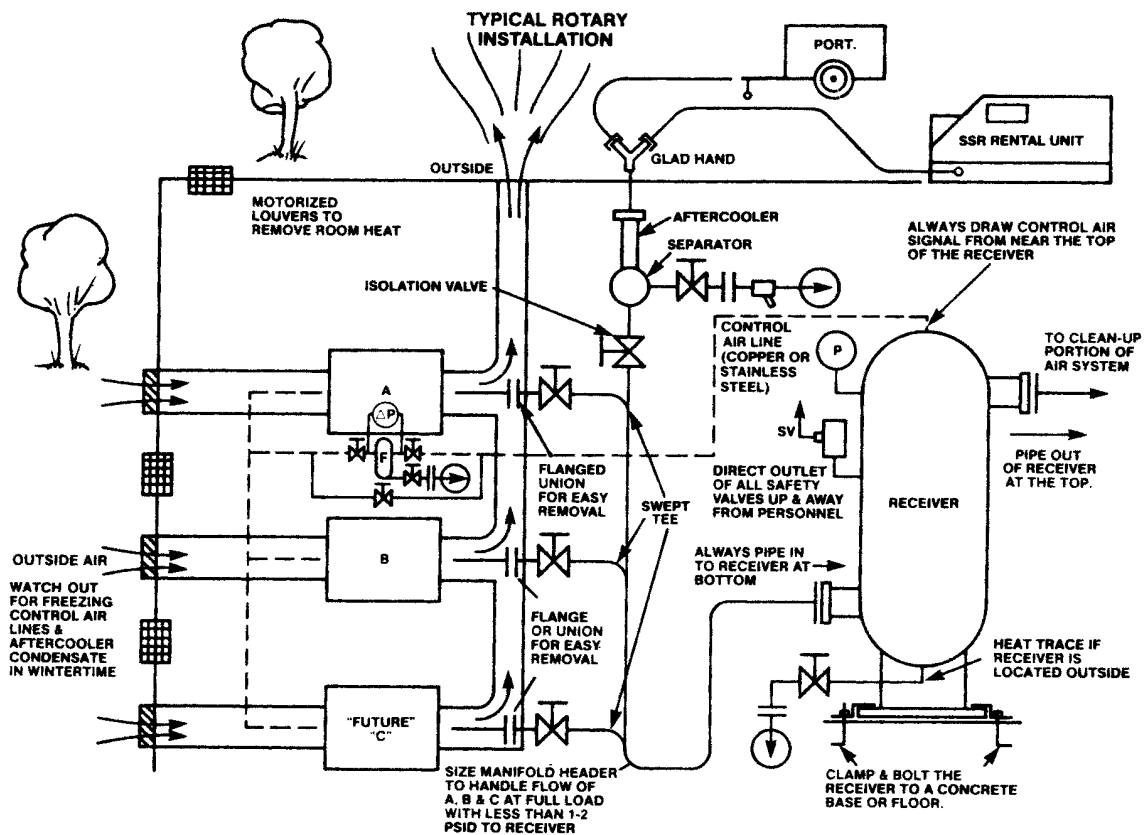 TYPICAL ROTARY
INSTALLATION
PORT.
SSR RENTAL UNIT
GLAD HAND
OUTSIDE
MOTORIZED
LOUVERS TO
REMOVE ROOM HEAT
AFTERCOOLER
SEPARATOR
ISOLATION VALVE
ALWAYS DRAW CONTROL AIR
SIGNAL FROM NEAR THE TOP
OF THE RECEIVER
CONTROL
AIR LINE
(COPPER OR
STAINLESS
STEEL)
P
TO CLEAN-UP
PORTION OF
AIR SYSTEM
A
△P
F
SV
PIPE OUT
OF RECEIVER
AT THE TOP.
FLANGED
UNION
FOR EASY
REMOVAL
SWEPT
TEE
DIRECT OUTLET
OF ALL SAFETY
VALVES UP & AWAY
FROM PERSONNEL
RECEIVER
OUTSIDE AIR
B
ALWAYS PIPE IN
TO RECEIVER AT
BOTTOM
WATCH OUT
FOR FREEZING
CONTROL AIR
LINES &
AFTERCOOLER
CONDENSATE
IN WINTERTIME
FLANGE
OR UNION
FOR EASY
REMOVAL
HEAT TRACE IF
RECEIVER IS
LOCATED OUTSIDE
"FUTURE"
"C"
SIZE MANIFOLD HEADER
TO HANDLE FLOW OF
A, B & C AT FULL LOAD
WITH LESS THAN 1-2
PSID TO RECEIVER
CLAMP & BOLT THE
RECEIVER TO A CONCRETE
BASE OR FLOOR.